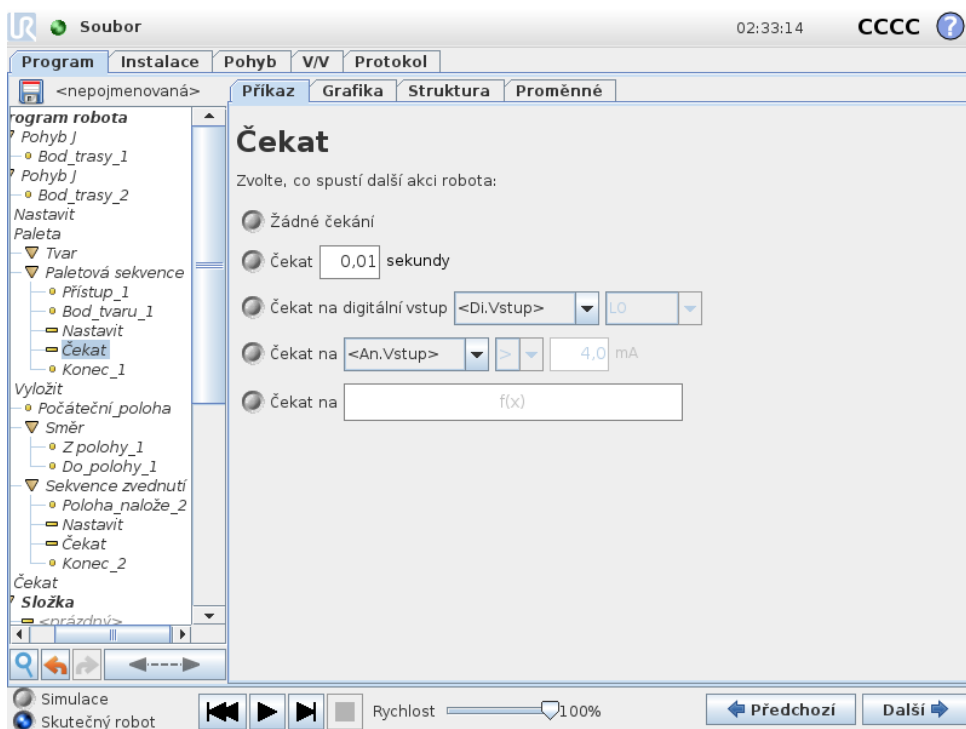 UR Soubor 02:33:14 CCCC ?
Program Instalace Pohyb V/V Protokol
<nepojmenovaná> Příkaz Grafika Struktura Proměnné
rogram robota
Pohyb J
Bod_trasy_1
Pohyb J
Bod_trasy_2
Nastavit
Paleta
Tvar
Paletová sekvence
Přístup_1
Bod_tvaru_1
Nastavit
Čekat
Konec_1
Vyložit
Počáteční_poloha
Směr
Z polohy_1
Do_polohy_1
Sekvence zvednutí
Poloha_nalože_2
Nastavit
Čekat
Konec_2
Čekat
Složka
<prázdný>
Čekat
Zvolte, co spustí další akci robota:
Žádné čekání
Čekat 0,01 sekundy
Čekat na digitální vstup <Di.Vstup> LO
Čekat na <An.Vstup> > 4,0 mA
Čekat na f(x)
Simulace
Skutečný robot
Rychlost 100%
Předchozí Další